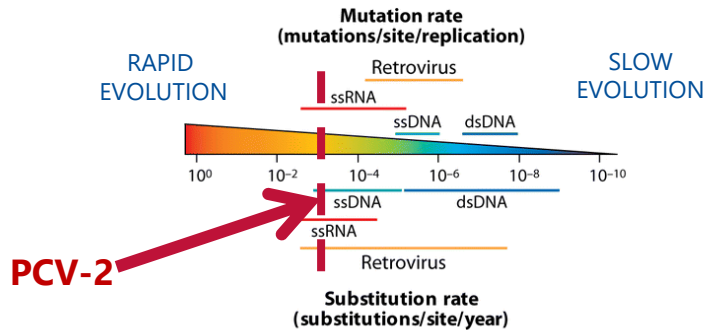 Mutation rate
(mutations/site/replication)
RAPID
EVOLUTION
SLOW
EVOLUTION
Retrovirus
ssRNA
ssDNA
dsDNA
10⁰
10⁻²
10⁻⁴
10⁻⁶
10⁻⁸
10⁻¹⁰
ssDNA
dsDNA
ssRNA
Retrovirus
PCV-2
Substitution rate
(substitutions/site/year)